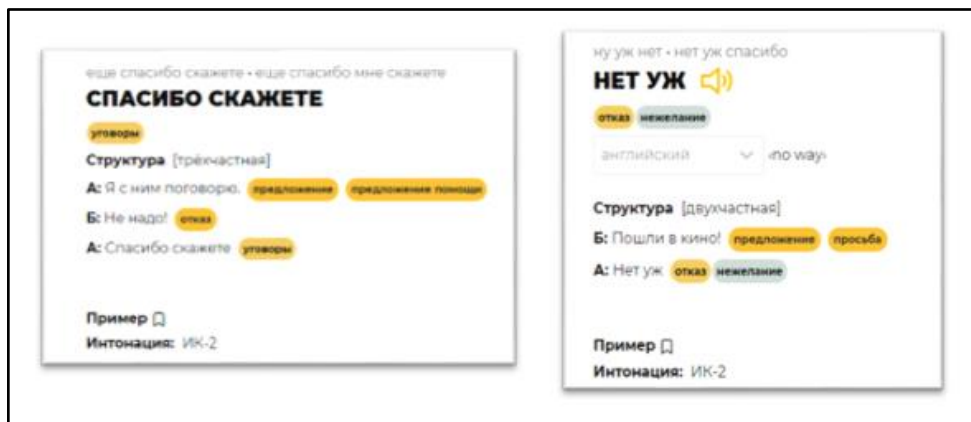 еще спасибо скажете • еще спасибо мне скажете
СПАСИБО СКАЖЕТЕ
уговоры
Структура [трёхчастная]
А: Я с ним поговорю. предложение предложение помощи
Б: Не надо! отказ
А: Спасибо скажете уговоры
Пример
Интонация: ИК-2
ну уж нет • нет уж спасибо
НЕТ УЖ
отказ нежелание
английский ‹no way›
Структура [двухчастная]
Б: Пошли в кино! предложение просьба
А: Нет уж отказ нежелание
Пример
Интонация: ИК-2